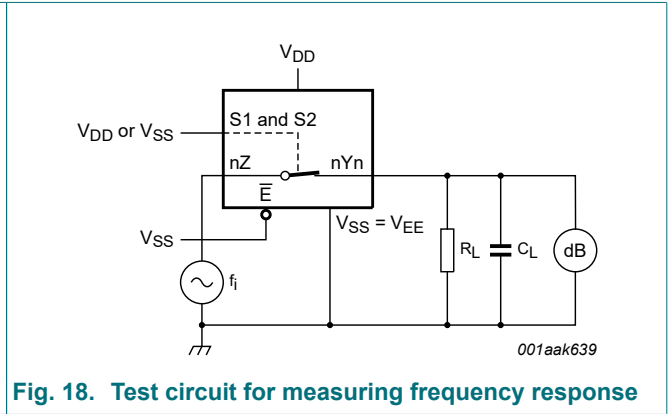 VDD
S1 and S2
VDD or VSS
nZ
nYn
E̅
VSS = VEE
VSS
RL
CL
dB
fi
001aak639
Fig. 18. Test circuit for measuring frequency response